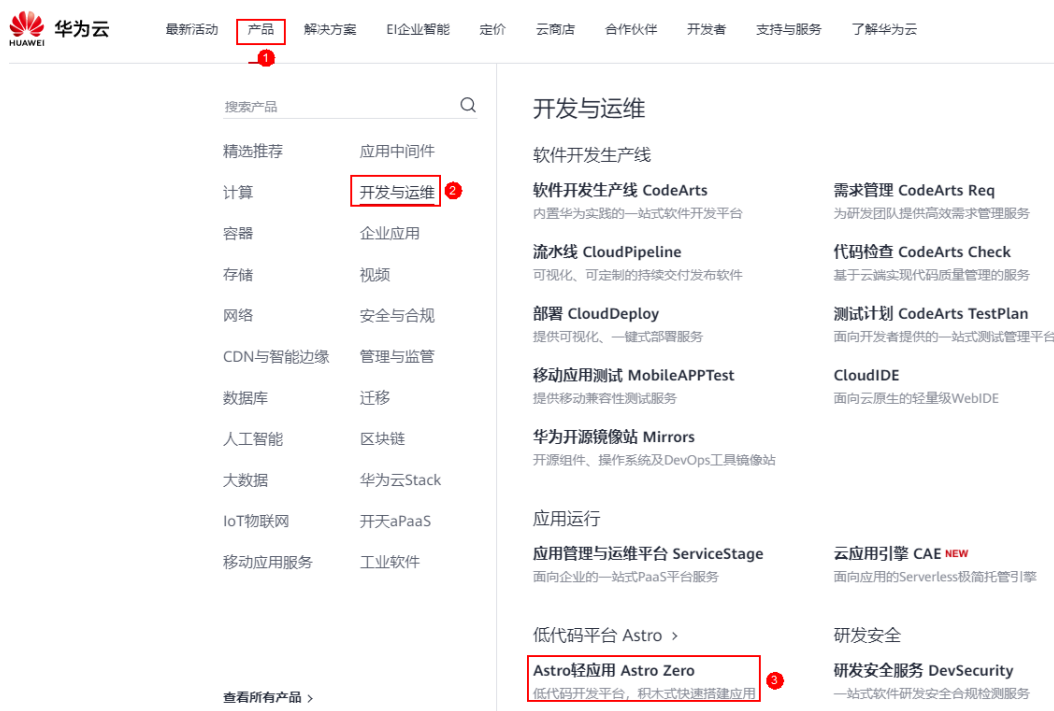 HUAWEI 华为云 最新活动 产品 解决方案 EI企业智能 定价 云商店 合作伙伴 开发者 支持与服务 了解华为云
1
搜索产品
精选推荐 应用中间件
计算 开发与运维 2
容器 企业应用
存储 视频
网络 安全与合规
CDN与智能边缘 管理与监管
数据库 迁移
人工智能 区块链
大数据 华为云Stack
IoT物联网 开天aPaaS
移动应用服务 工业软件
查看所有产品 >
开发与运维
软件开发生产线
软件开发生产线 CodeArts 需求管理 CodeArts Req
内置华为实践的一站式软件开发平台 为研发团队提供高效需求管理服务
流水线 CloudPipeline 代码检查 CodeArts Check
可视化、可定制的持续交付发布软件 基于云端实现代码质量管理的服务
部署 CloudDeploy 测试计划 CodeArts TestPlan
提供可视化、一键式部署服务 面向开发者提供的一站式测试管理平台
移动应用测试 MobileAPPTest CloudIDE
提供移动兼容性测试服务 面向云原生的轻量级WebIDE
华为开源镜像站 Mirrors
开源组件、操作系统及DevOps工具镜像站
应用运行
应用管理与运维平台 ServiceStage 云应用引擎 CAE NEW
面向企业的一站式PaaS平台服务 面向应用的Serverless极简托管引擎
低代码平台 Astro > 研发安全
Astro轻应用 Astro Zero 3 研发安全服务 DevSecurity
低代码开发平台，积木式快速搭建应用 一站式软件研发安全合规检测服务